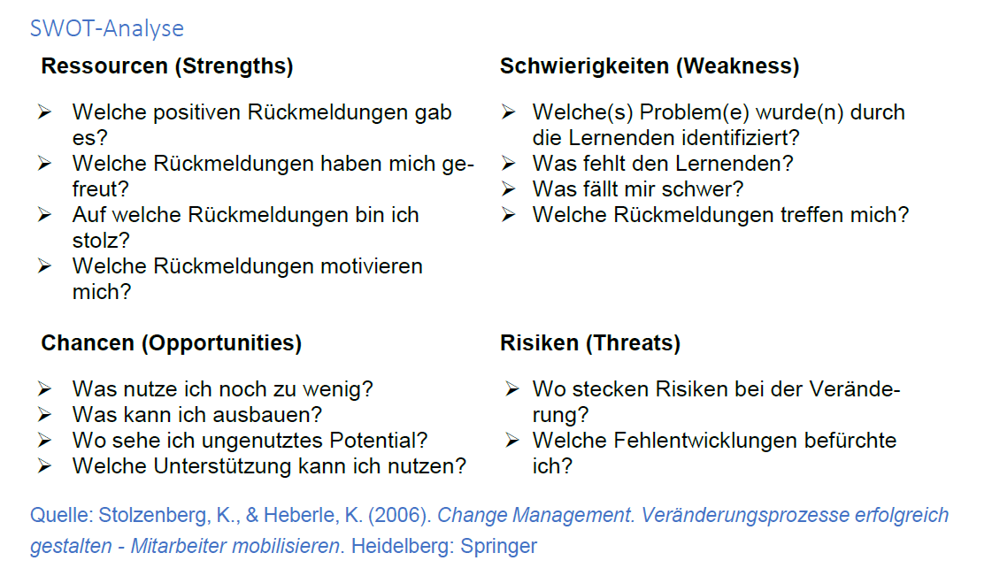 SWOT-Analyse
Ressourcen (Strengths)
➢ Welche positiven Rückmeldungen gab
es?
➢ Welche Rückmeldungen haben mich ge-
freut?
➢ Auf welche Rückmeldungen bin ich
stolz?
➢ Welche Rückmeldungen motivieren
mich?
Schwierigkeiten (Weakness)
➢ Welche(s) Problem(e) wurde(n) durch
die Lernenden identifiziert?
➢ Was fehlt den Lernenden?
➢ Was fällt mir schwer?
➢ Welche Rückmeldungen treffen mich?
Chancen (Opportunities)
➢ Was nutze ich noch zu wenig?
➢ Was kann ich ausbauen?
➢ Wo sehe ich ungenutztes Potential?
➢ Welche Unterstützung kann ich nutzen?
Risiken (Threats)
➢ Wo stecken Risiken bei der Verände-
rung?
➢ Welche Fehlentwicklungen befürchte
ich?
Quelle: Stolzenberg, K., & Heberle, K. (2006). Change Management. Veränderungsprozesse erfolgreich
gestalten - Mitarbeiter mobilisieren. Heidelberg: Springer